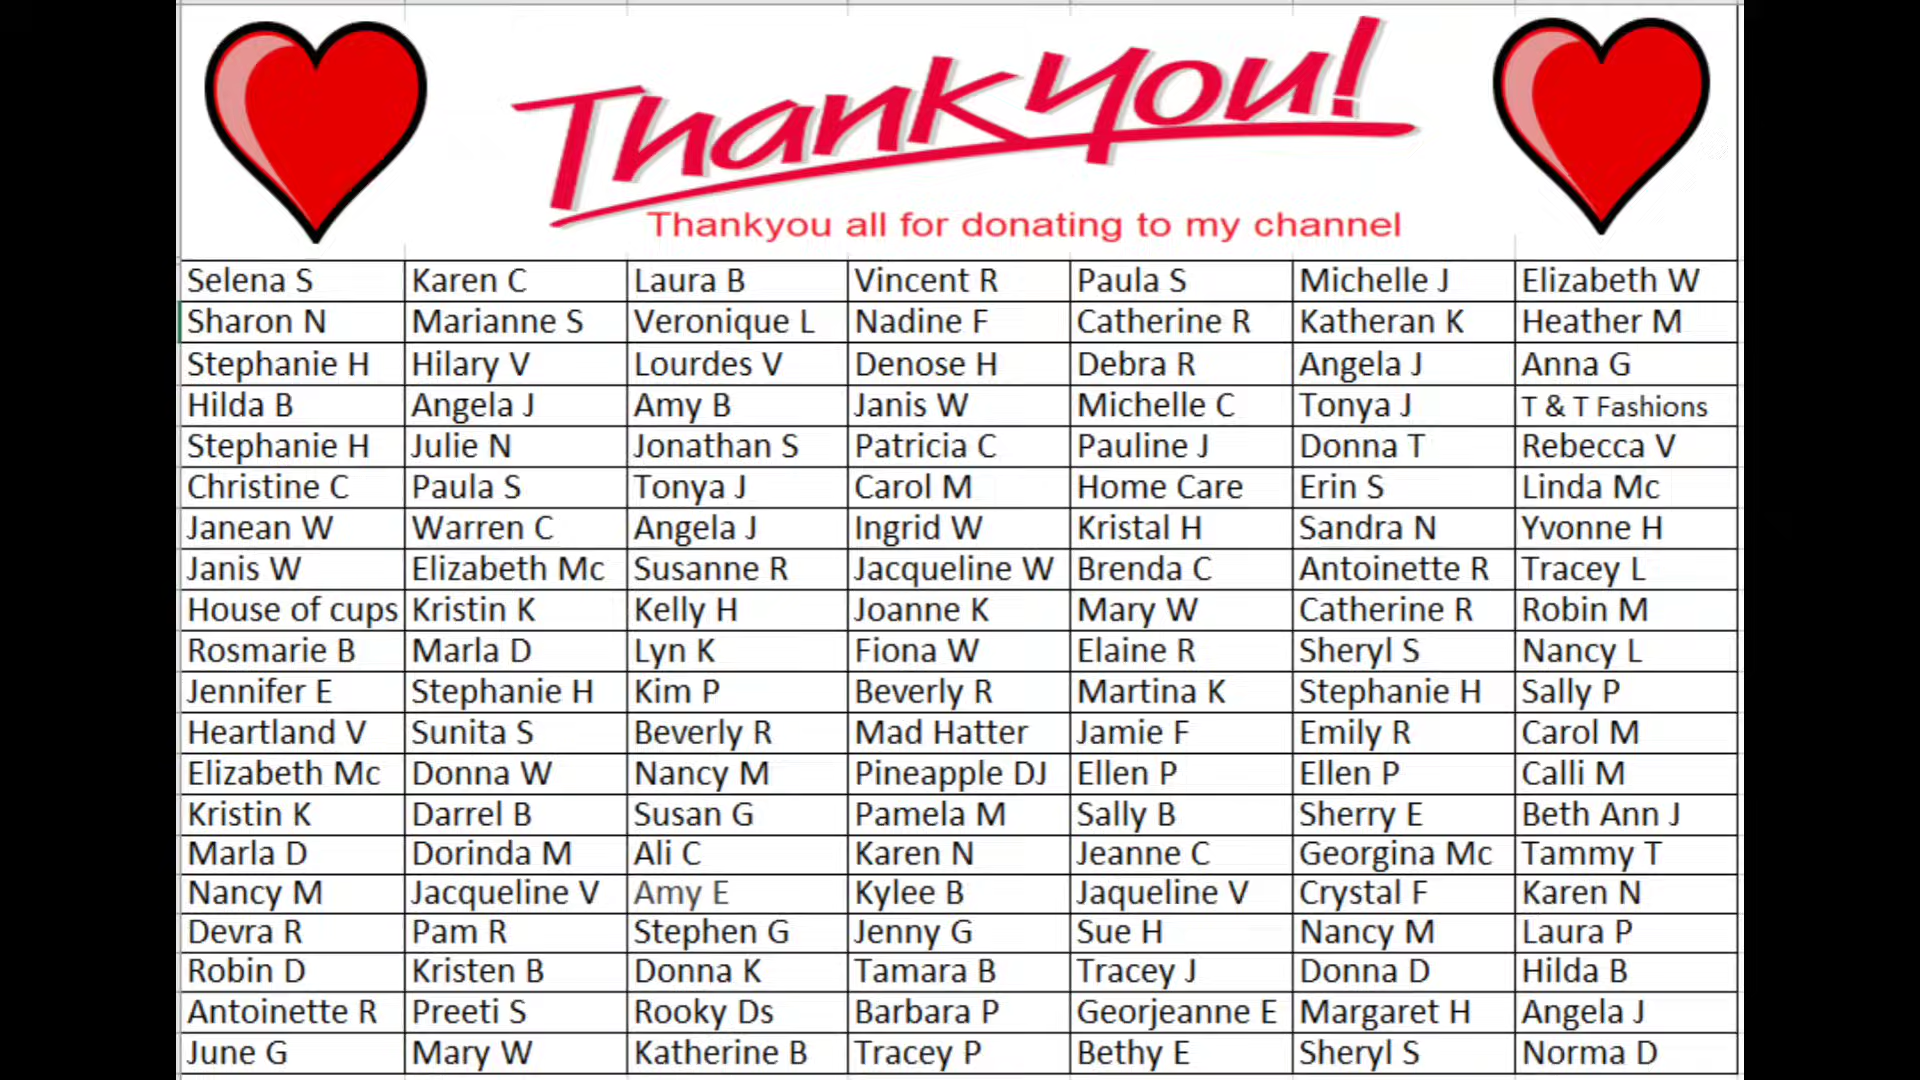 Thank You!
Thankyou all for donating to my channel
Selena S Karen C Laura B Vincent R Paula S Michelle J Elizabeth W
Sharon N Marianne S Veronique L Nadine F Catherine R Katheran K Heather M
Stephanie H Hilary V Lourdes V Denose H Debra R Angela J Anna G
Hilda B Angela J Amy B Janis W Michelle C Tonya J T & T Fashions
Stephanie H Julie N Jonathan S Patricia C Pauline J Donna T Rebecca V
Christine C Paula S Tonya J Carol M Home Care Erin S Linda Mc
Janean W Warren C Angela J Ingrid W Kristal H Sandra N Yvonne H
Janis W Elizabeth Mc Susanne R Jacqueline W Brenda C Antoinette R Tracey L
House of cups Kristin K Kelly H Joanne K Mary W Catherine R Robin M
Rosmarie B Marla D Lyn K Fiona W Elaine R Sheryl S Nancy L
Jennifer E Stephanie H Kim P Beverly R Martina K Stephanie H Sally P
Heartland V Sunita S Beverly R Mad Hatter Jamie F Emily R Carol M
Elizabeth Mc Donna W Nancy M Pineapple DJ Ellen P Ellen P Calli M
Kristin K Darrel B Susan G Pamela M Sally B Sherry E Beth Ann J
Marla D Dorinda M Ali C Karen N Jeanne C Georgina Mc Tammy T
Nancy M Jacqueline V Amy E Kylee B Jaqueline V Crystal F Karen N
Devra R Pam R Stephen G Jenny G Sue H Nancy M Laura P
Robin D Kristen B Donna K Tamara B Tracey J Donna D Hilda B
Antoinette R Preeti S Rooky Ds Barbara P Georjeanne E Margaret H Angela J
June G Mary W Katherine B Tracey P Bethy E Sheryl S Norma D